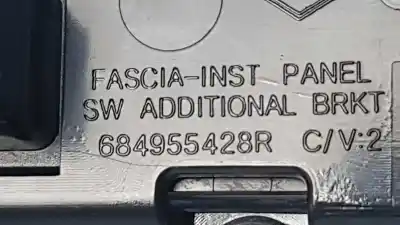 FASCIA-INST PANEL
SW ADDITIONAL BRKT
684955428R C/V:2